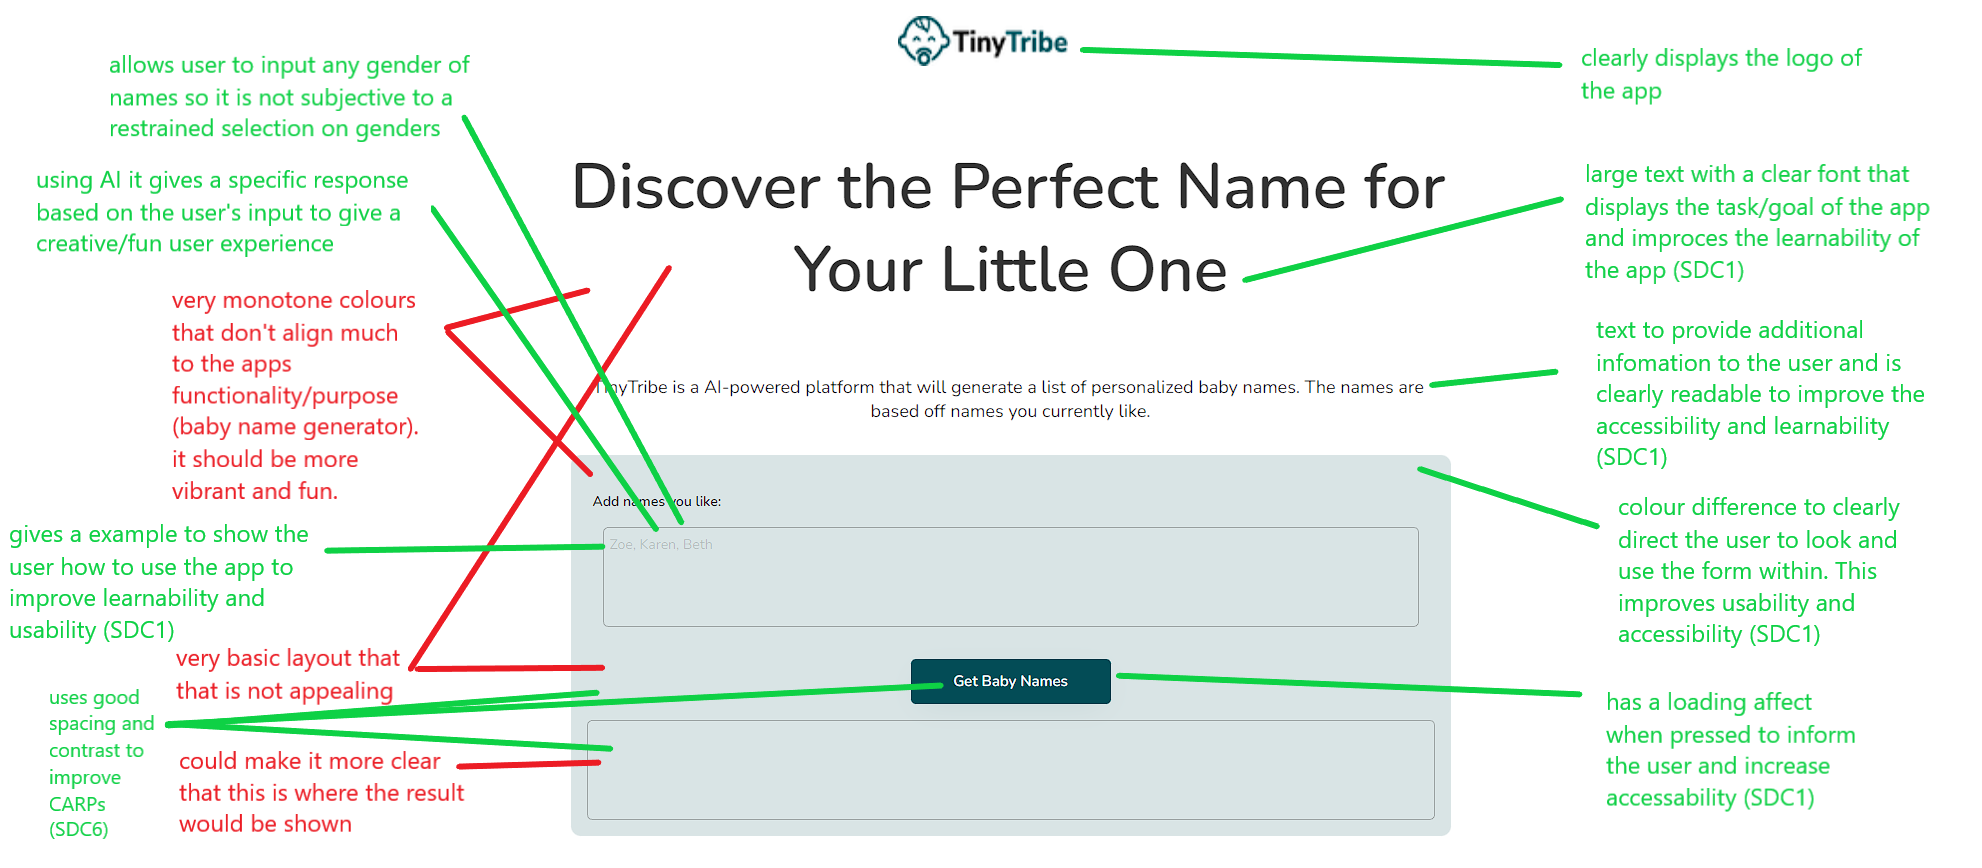 TinyTribe
allows user to input any gender of
names so it is not subjective to a
restrained selection on genders
clearly displays the logo of
the app
using AI it gives a specific response
based on the user's input to give a
creative/fun user experience
Discover the Perfect Name for
Your Little One
large text with a clear font that
displays the task/goal of the app
and improces the learnability of
the app (SDC1)
very monotone colours
that don't align much
to the apps
functionality/purpose
(baby name generator).
it should be more
vibrant and fun.
TinyTribe is a AI-powered platform that will generate a list of personalized baby names. The names are
based off names you currently like.
text to provide additional
infomation to the user and is
clearly readable to improve the
accessibility and learnability
(SDC1)
Add names you like:
Zoe, Karen, Beth
colour difference to clearly
direct the user to look and
use the form within. This
improves usability and
accessibility (SDC1)
gives a example to show the
user how to use the app to
improve learnability and
usability (SDC1)
very basic layout that
that is not appealing
Get Baby Names
uses good
spacing and
contrast to
improve
CARPs
(SDC6)
could make it more clear
that this is where the result
would be shown
has a loading affect
when pressed to inform
the user and increase
accessability (SDC1)